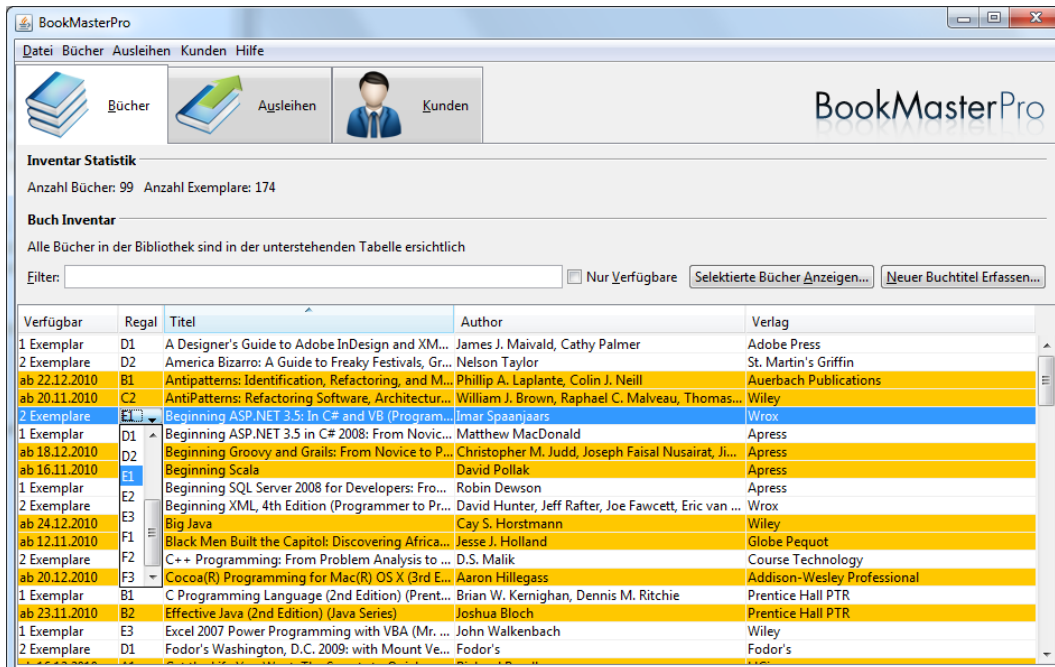 BookMasterPro
Datei Bücher Ausleihen Kunden Hilfe
Bücher Ausleihen Kunden BookMasterPro
Inventar Statistik
Anzahl Bücher: 99 Anzahl Exemplare: 174
Buch Inventar
Alle Bücher in der Bibliothek sind in der unterstehenden Tabelle ersichtlich
Filter: Nur Verfügbare Selektierte Bücher Anzeigen... Neuer Buchtitel Erfassen...
Verfügbar Regal Titel Author Verlag
1 Exemplar D1 A Designer's Guide to Adobe InDesign and XM... James J. Maivald, Cathy Palmer Adobe Press
2 Exemplare D2 America Bizarro: A Guide to Freaky Festivals, Gr... Nelson Taylor St. Martin's Griffin
ab 22.12.2010 B1 Antipatterns: Identification, Refactoring, and M... Phillip A. Laplante, Colin J. Neill Auerbach Publications
ab 20.11.2010 C2 AntiPatterns: Refactoring Software, Architectur... William J. Brown, Raphael C. Malveau, Thomas... Wiley
2 Exemplare E1 Beginning ASP.NET 3.5: In C# and VB (Program... Imar Spaanjaars Wrox
1 Exemplar D1 Beginning ASP.NET 3.5 in C# 2008: From Novic... Matthew MacDonald Apress
ab 18.12.2010 D2 Beginning Groovy and Grails: From Novice to P... Christopher M. Judd, Joseph Faisal Nusairat, Ji... Apress
ab 16.11.2010 E1 Beginning Scala David Pollak Apress
1 Exemplar E2 Beginning SQL Server 2008 for Developers: Fro... Robin Dewson Apress
2 Exemplare E3 Beginning XML, 4th Edition (Programmer to Pr... David Hunter, Jeff Rafter, Joe Fawcett, Eric van ... Wrox
ab 24.12.2010 F1 Big Java Cay S. Horstmann Wiley
ab 12.11.2010 F2 Black Men Built the Capitol: Discovering Africa... Jesse J. Holland Globe Pequot
2 Exemplare F3 C++ Programming: From Problem Analysis to ... D.S. Malik Course Technology
ab 20.12.2010 Cocoa(R) Programming for Mac(R) OS X (3rd E... Aaron Hillegass Addison-Wesley Professional
1 Exemplar B1 C Programming Language (2nd Edition) (Prent... Brian W. Kernighan, Dennis M. Ritchie Prentice Hall PTR
ab 23.11.2010 B2 Effective Java (2nd Edition) (Java Series) Joshua Bloch Prentice Hall PTR
1 Exemplar E3 Excel 2007 Power Programming with VBA (Mr. ... John Walkenbach Wiley
2 Exemplare D1 Fodor's Washington, D.C. 2009: with Mount Ve... Fodor's Fodor's